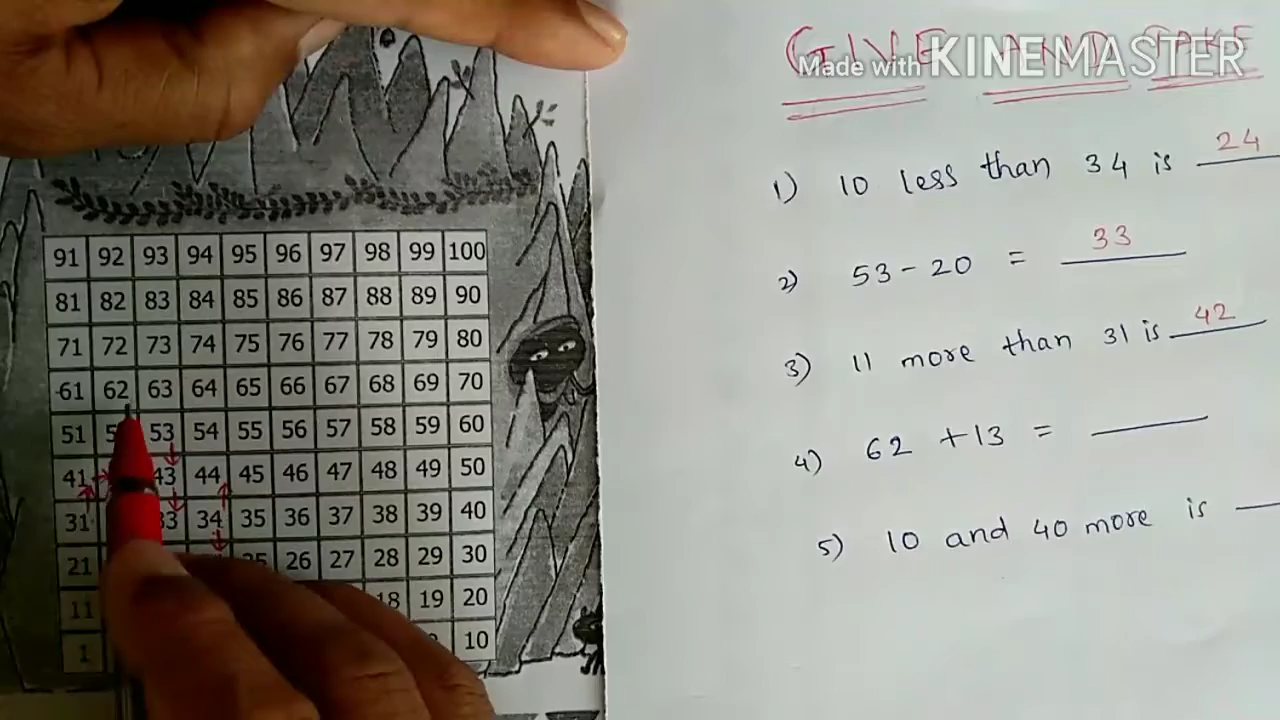 GIVE AND TAKE
Made with KINEMASTER
1) 10 less than 34 is 24
2) 53 - 20 = 33
3) 11 more than 31 is 42
4) 62 + 13 =
5) 10 and 40 more is
91 92 93 94 95 96 97 98 99 100
81 82 83 84 85 86 87 88 89 90
71 72 73 74 75 76 77 78 79 80
61 62 63 64 65 66 67 68 69 70
51 53 54 55 56 57 58 59 60
41 43 44 45 46 47 48 49 50
31 33 34 35 36 37 38 39 40
21 25 26 27 28 29 30
11 18 19 20
1 10